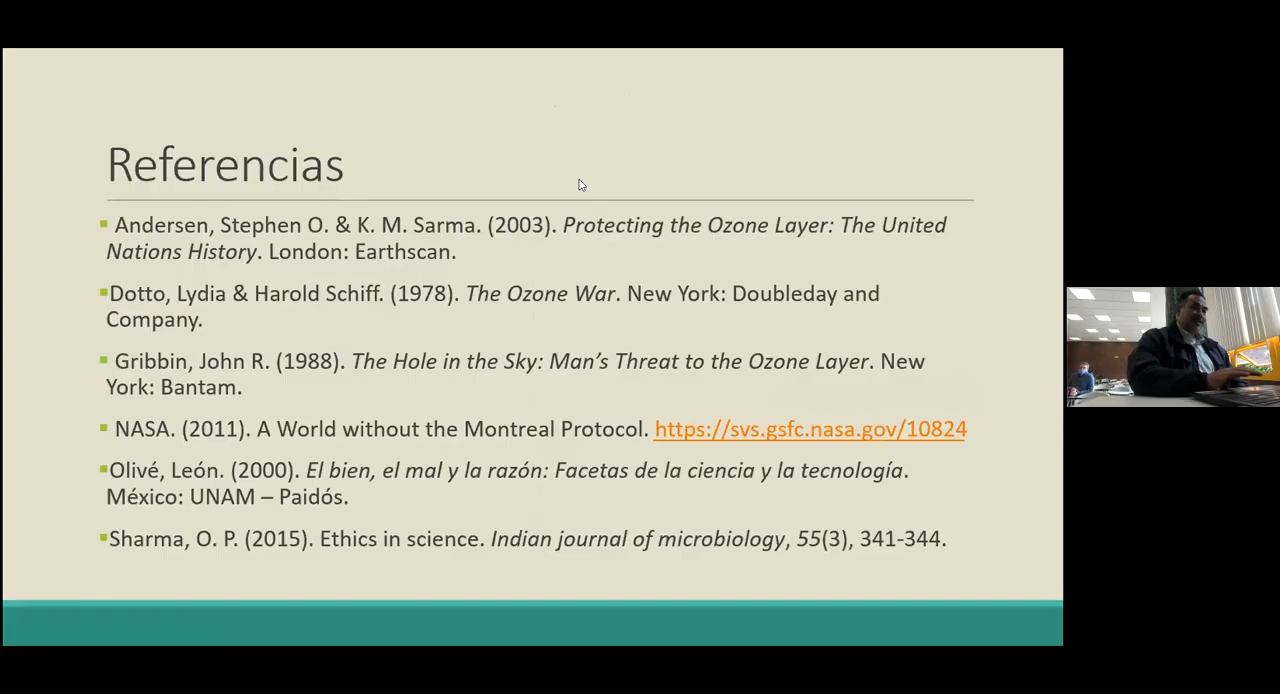 Referencias
Andersen, Stephen O. & K. M. Sarma. (2003). Protecting the Ozone Layer: The United
Nations History. London: Earthscan.
Dotto, Lydia & Harold Schiff. (1978). The Ozone War. New York: Doubleday and
Company.
Gribbin, John R. (1988). The Hole in the Sky: Man’s Threat to the Ozone Layer. New
York: Bantam.
NASA. (2011). A World without the Montreal Protocol. https://svs.gsfc.nasa.gov/10824
Olivé, León. (2000). El bien, el mal y la razón: Facetas de la ciencia y la tecnología.
México: UNAM – Paidós.
Sharma, O. P. (2015). Ethics in science. Indian journal of microbiology, 55(3), 341-344.